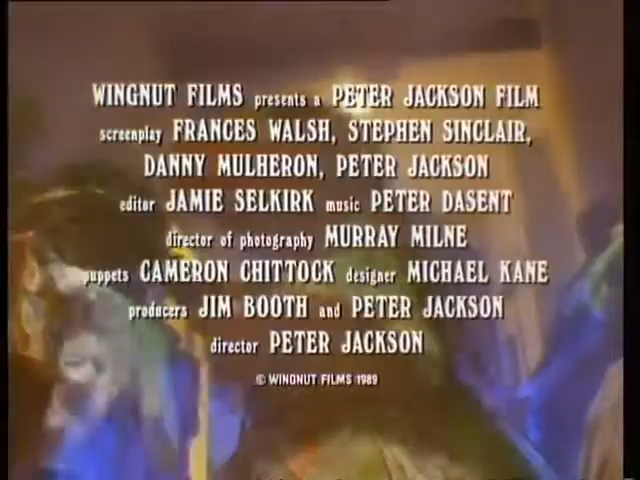 WINGNUT FILMS presents a PETER JACKSON FILM
screenplay FRANCES WALSH, STEPHEN SINCLAIR,
DANNY MULHERON, PETER JACKSON
editor JAMIE SELKIRK music PETER DASENT
director of photography MURRAY MILNE
puppets CAMERON CHITTOCK designer MICHAEL KANE
producers JIM BOOTH and PETER JACKSON
director PETER JACKSON
© WINGNUT FILMS 1989